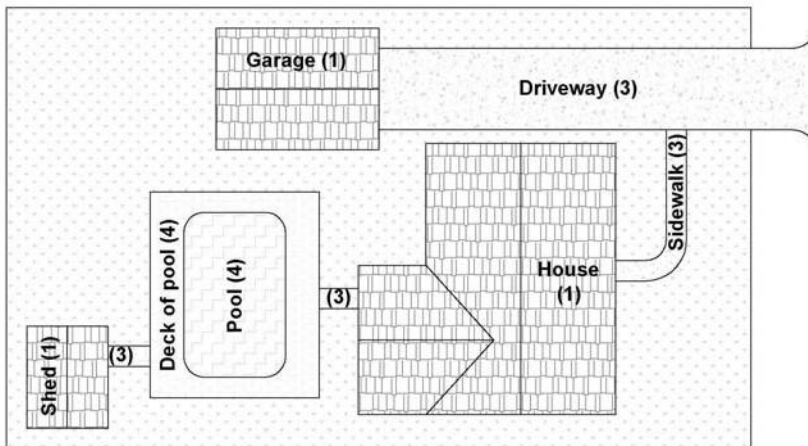 Garage (1)
Driveway (3)
Sidewalk (3)
House
(1)
Deck of pool (4)
Pool (4)
(3)
(3)
Shed (1)